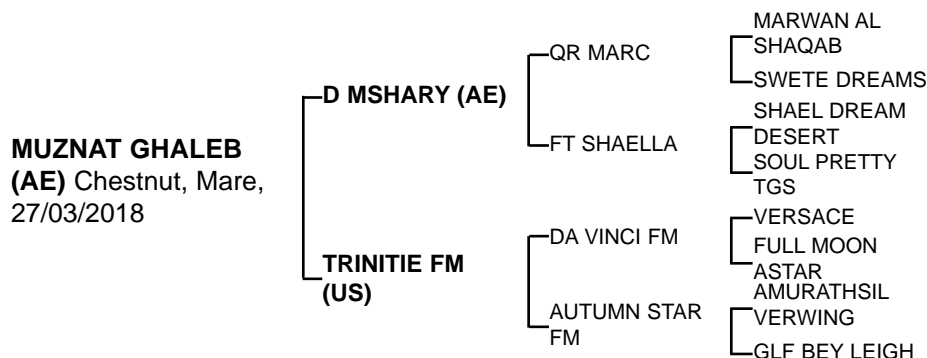 MUZNAT GHALEB
(AE) Chestnut, Mare,
27/03/2018
D MSHARY (AE)
TRINITIE FM
(US)
QR MARC
FT SHAELLA
DA VINCI FM
AUTUMN STAR
FM
MARWAN AL
SHAQAB
SWETE DREAMS
SHAEL DREAM
DESERT
SOUL PRETTY
TGS
VERSACE
FULL MOON
ASTAR
AMURATHSIL
VERWING
GLF BEY LEIGH